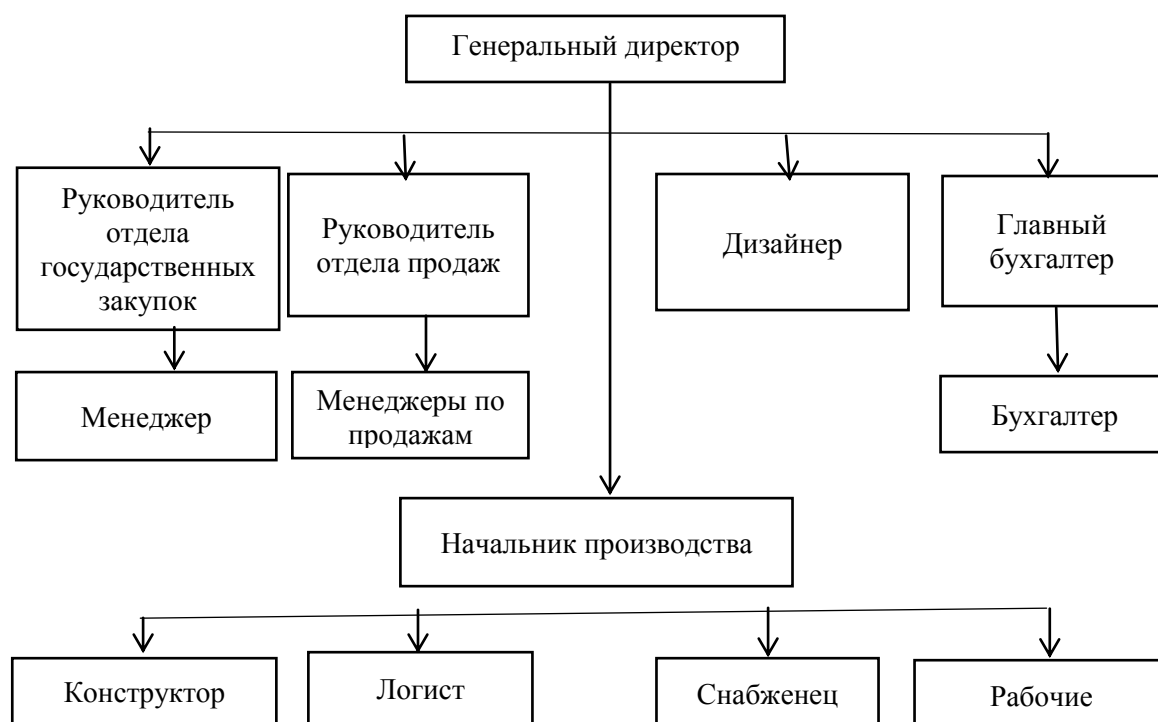 Генеральный директор
Руководитель
отдела
государственных
закупок
Руководитель
отдела продаж
Дизайнер
Главный
бухгалтер
Менеджер
Менеджеры по
продажам
Бухгалтер
Начальник производства
Конструктор
Логист
Снабженец
Рабочие